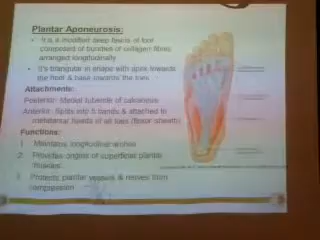 Plantar Aponeurosis:
• It is a modified deep fascia of foot
composed of bundles of collagen fibres
arranged longitudinally
• It's triangular in shape with apex towards
the heel & base towards the toes
Attachments:
Posterior- Medial tubercle of calcaneus
Anterior- Splits into 5 bands & attached to
metatarsal heads of all toes (flexor sheath)
Functions:
1. Maintains longitudinal arches
2. Provides origins of superficial plantar
muscles
3. Protects plantar vessels & nerves from
compression